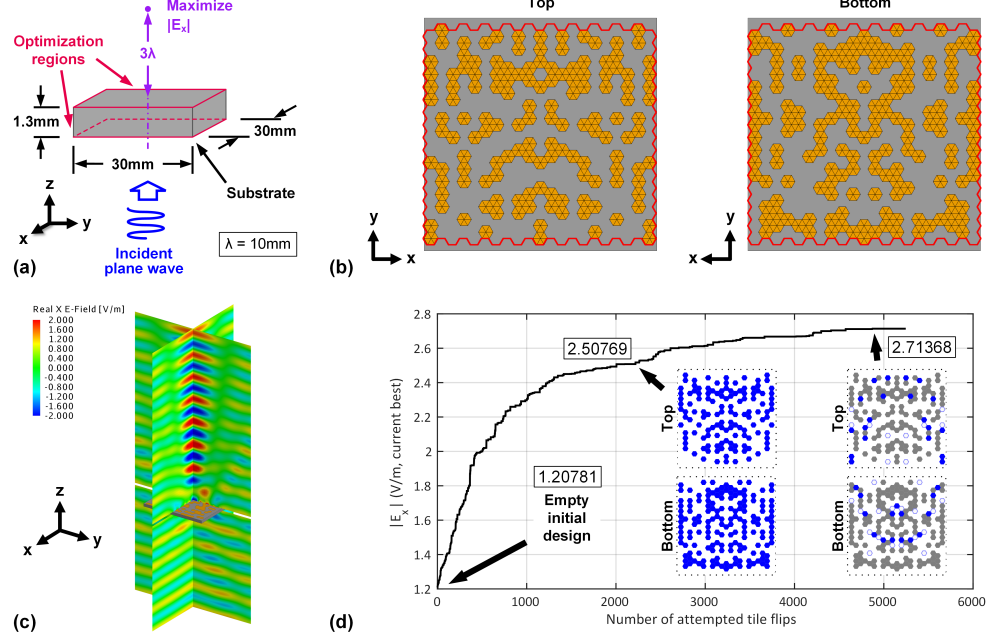 Maximize
|Eₓ|
3λ
Optimization
regions
1.3mm
30mm
30mm
Substrate
z
y
x
Incident
plane wave
λ = 10mm
(a)
Top
Bottom
y
x
y
x
(b)
Real X E-Field [V/m]
2.000
1.600
1.200
0.800
0.400
0.000
-0.400
-0.800
-1.200
-1.600
-2.000
z
x
y
(c)
2.8
2.6
2.4
2.2
2
1.8
1.6
1.4
1.2
|Eₓ| (V/m, current best)
0
1000
2000
3000
4000
5000
6000
Number of attempted tile flips
2.50769
2.71368
1.20781
Empty
initial
design
Top
Bottom
Top
Bottom
(d)